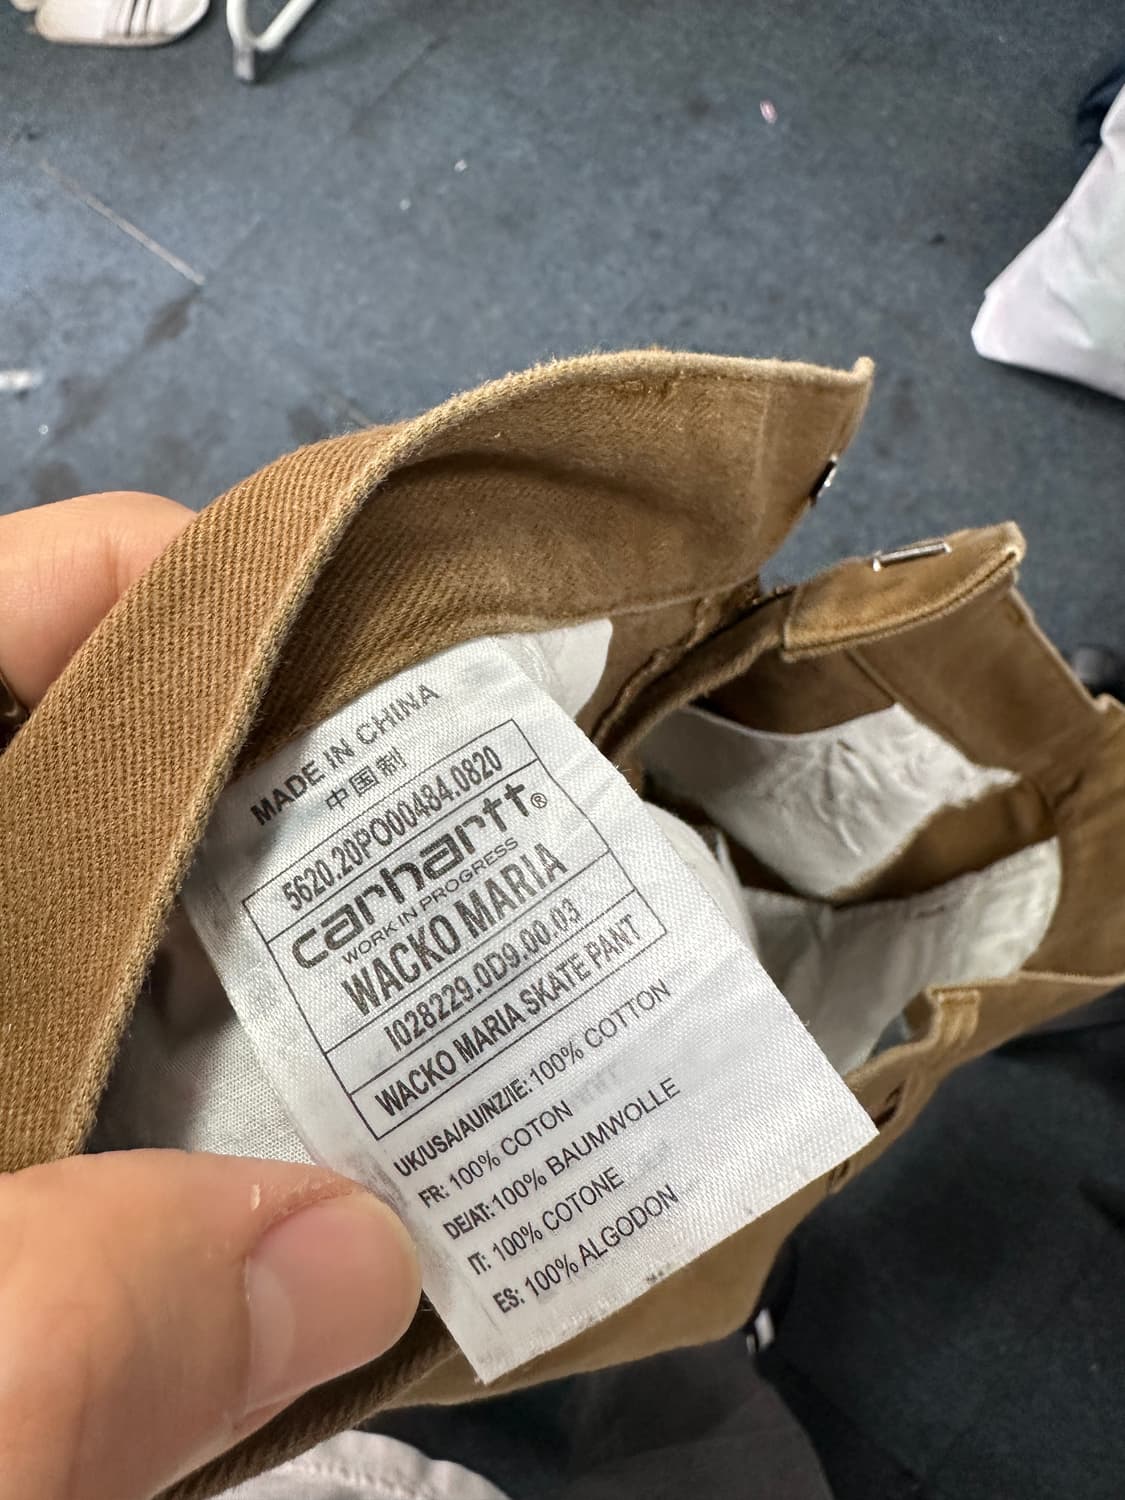 MADE IN CHINA
中国制
5620.20PO00484.0820
carhartt®
WORK IN PROGRESS
WACKO MARIA
I028229.0D9.00.03
WACKO MARIA SKATE PANT
UK/USA/AU/NZ/IE:100% COTTON
FR: 100% COTON
DE/AT:100% BAUMWOLLE
IT: 100% COTONE
ES: 100% ALGODON